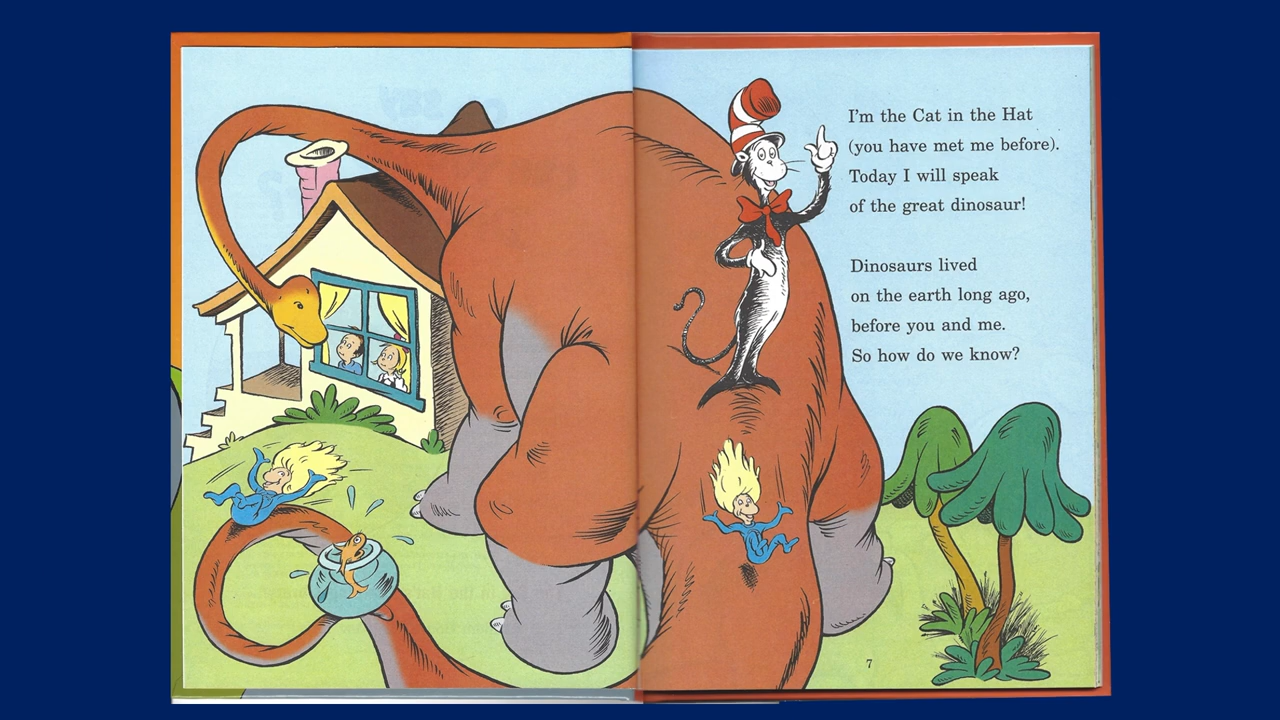 I'm the Cat in the Hat
(you have met me before).
Today I will speak
of the great dinosaur!
Dinosaurs lived
on the earth long ago,
before you and me.
So how do we know?
7